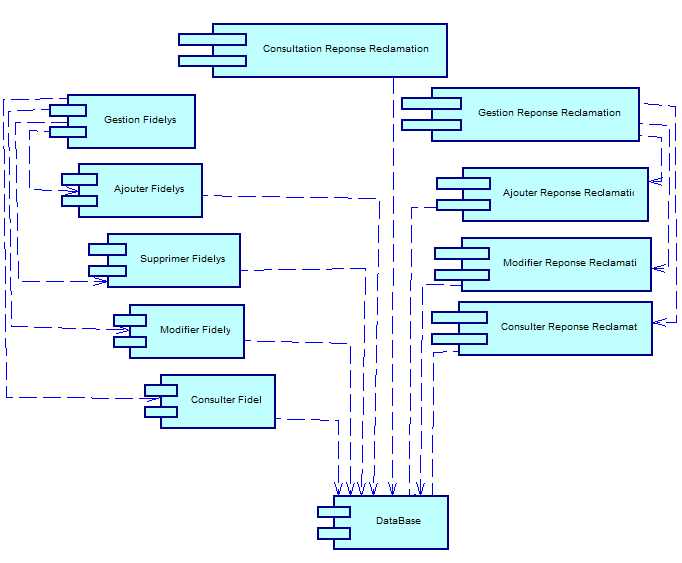 Consultation Reponse Reclamation
Gestion Fidelys
Gestion Reponse Reclamation
Ajouter Fidelys
Ajouter Reponse Reclamatic
Supprimer Fidelys
Modifier Reponse Reclamati
Modifier Fidely
Consulter Reponse Reclamat
Consulter Fidel
DataBase